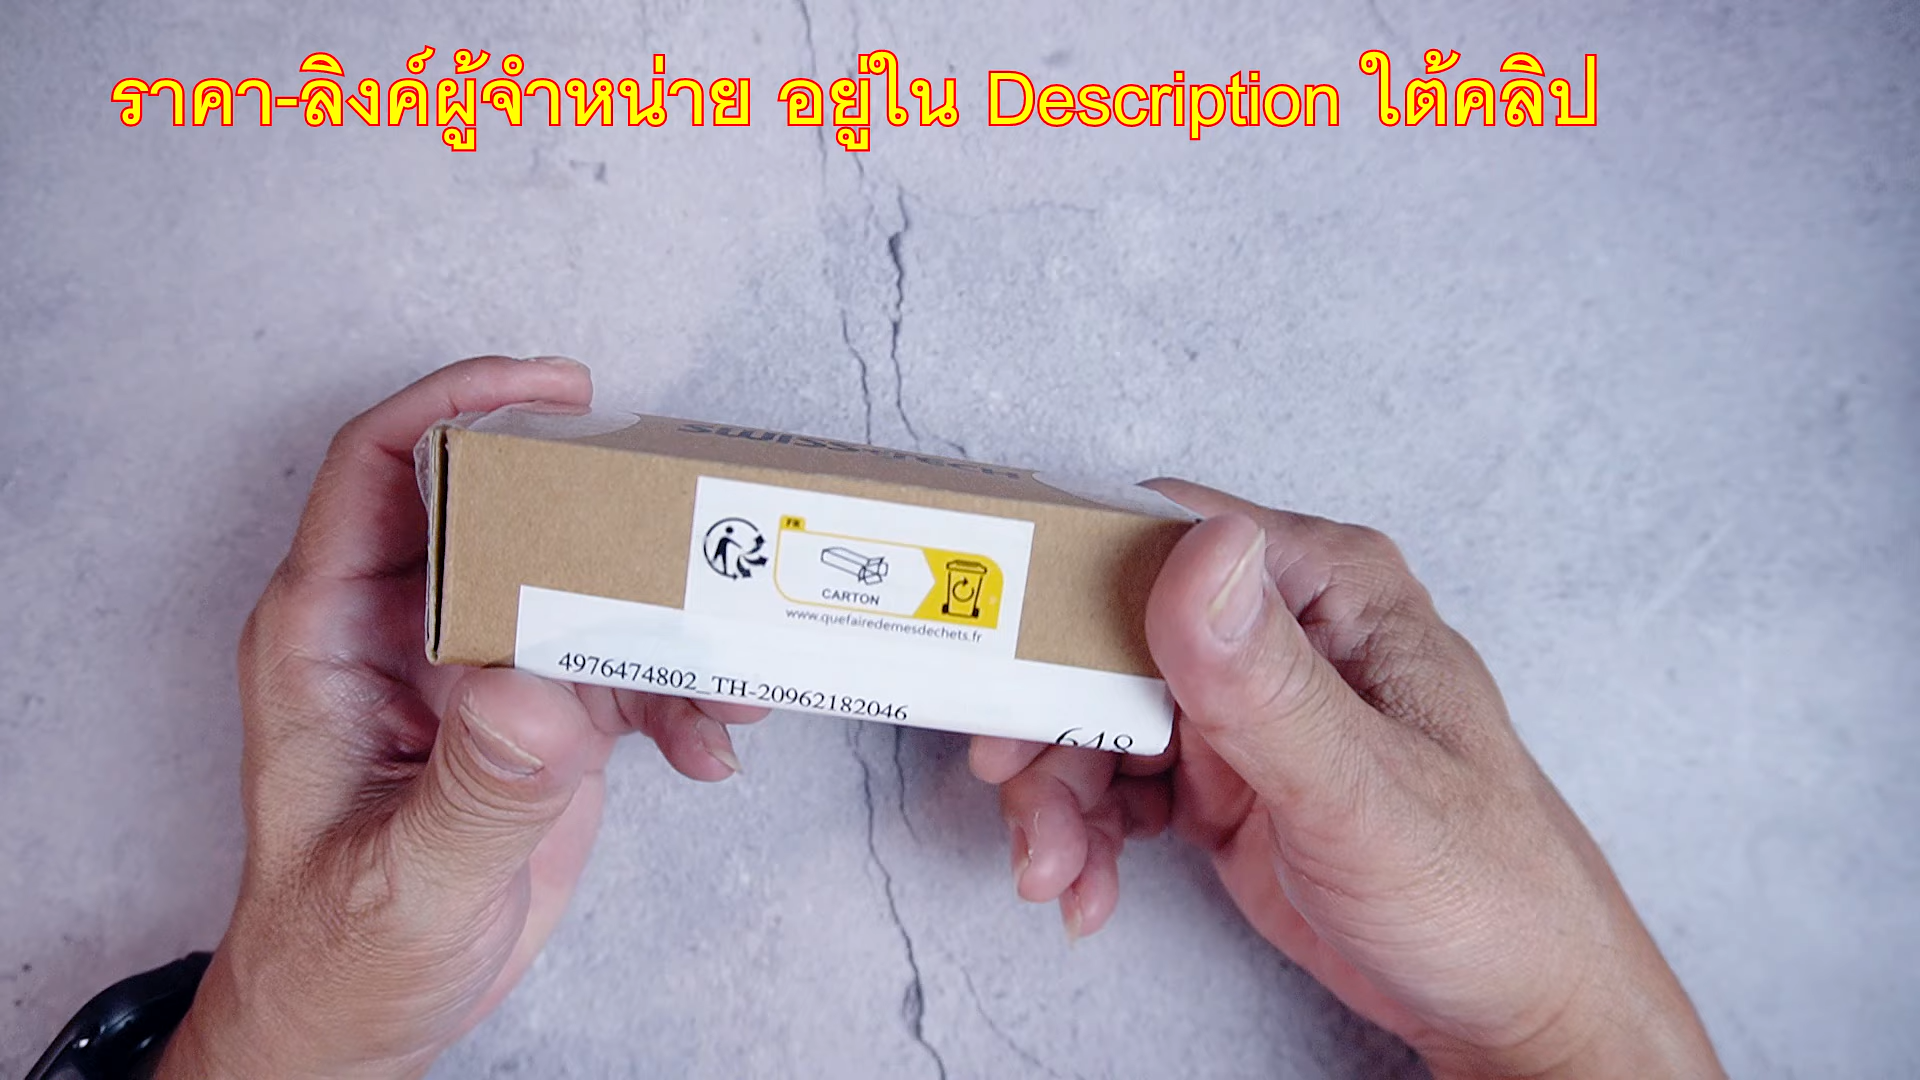 ราคา-ลิงค์ผู้จำหน่าย อยู่ใน Description ใต้คลิป
FR
CARTON
www.quefairedemesdechets.fr
4976474802_TH-20962182046
648